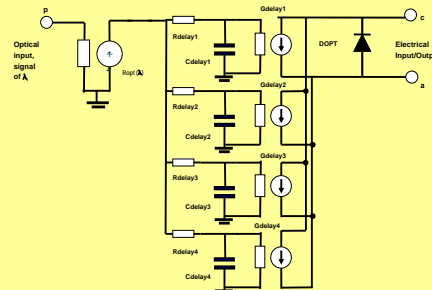 p
Optical
input,
signal
of λ
Ropt (λ)
Rdelay1
Cdelay1
Gdelay1
DOPT
c
Electrical
Input/Outp
a
Rdelay2
Cdelay2
Gdelay2
Rdelay3
Cdelay3
Gdelay3
Rdelay4
Cdelay4
Gdelay4